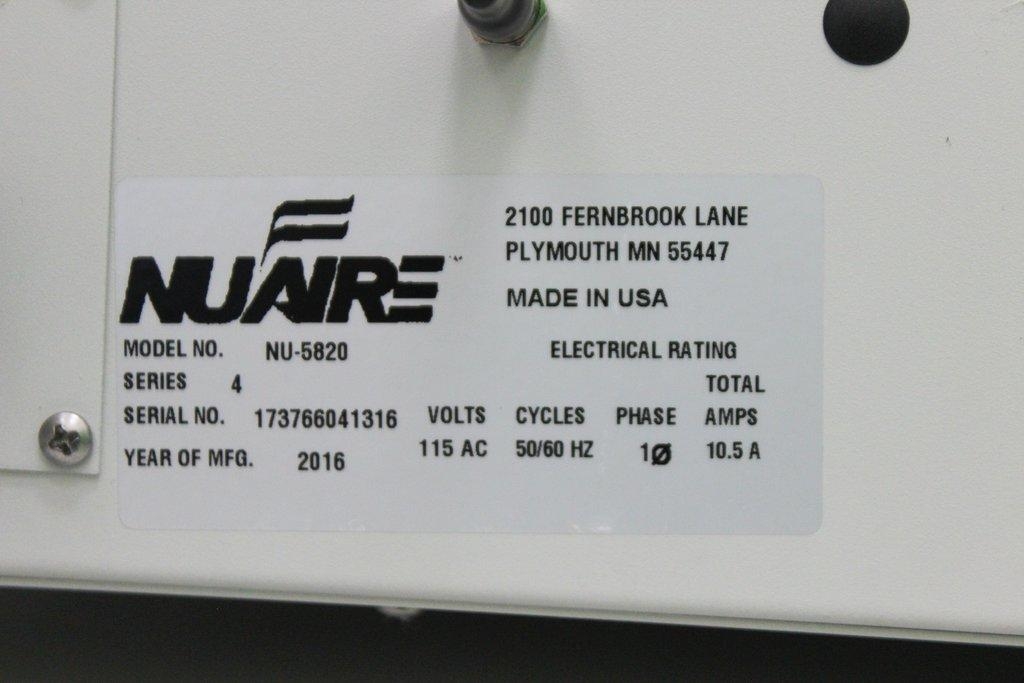 NUAIRE™
2100 FERNBROOK LANE
PLYMOUTH MN 55447
MADE IN USA
MODEL NO. NU-5820
SERIES 4
SERIAL NO. 173766041316
YEAR OF MFG. 2016
ELECTRICAL RATING
TOTAL
VOLTS CYCLES PHASE AMPS
115 AC 50/60 HZ 1Ø 10.5 A